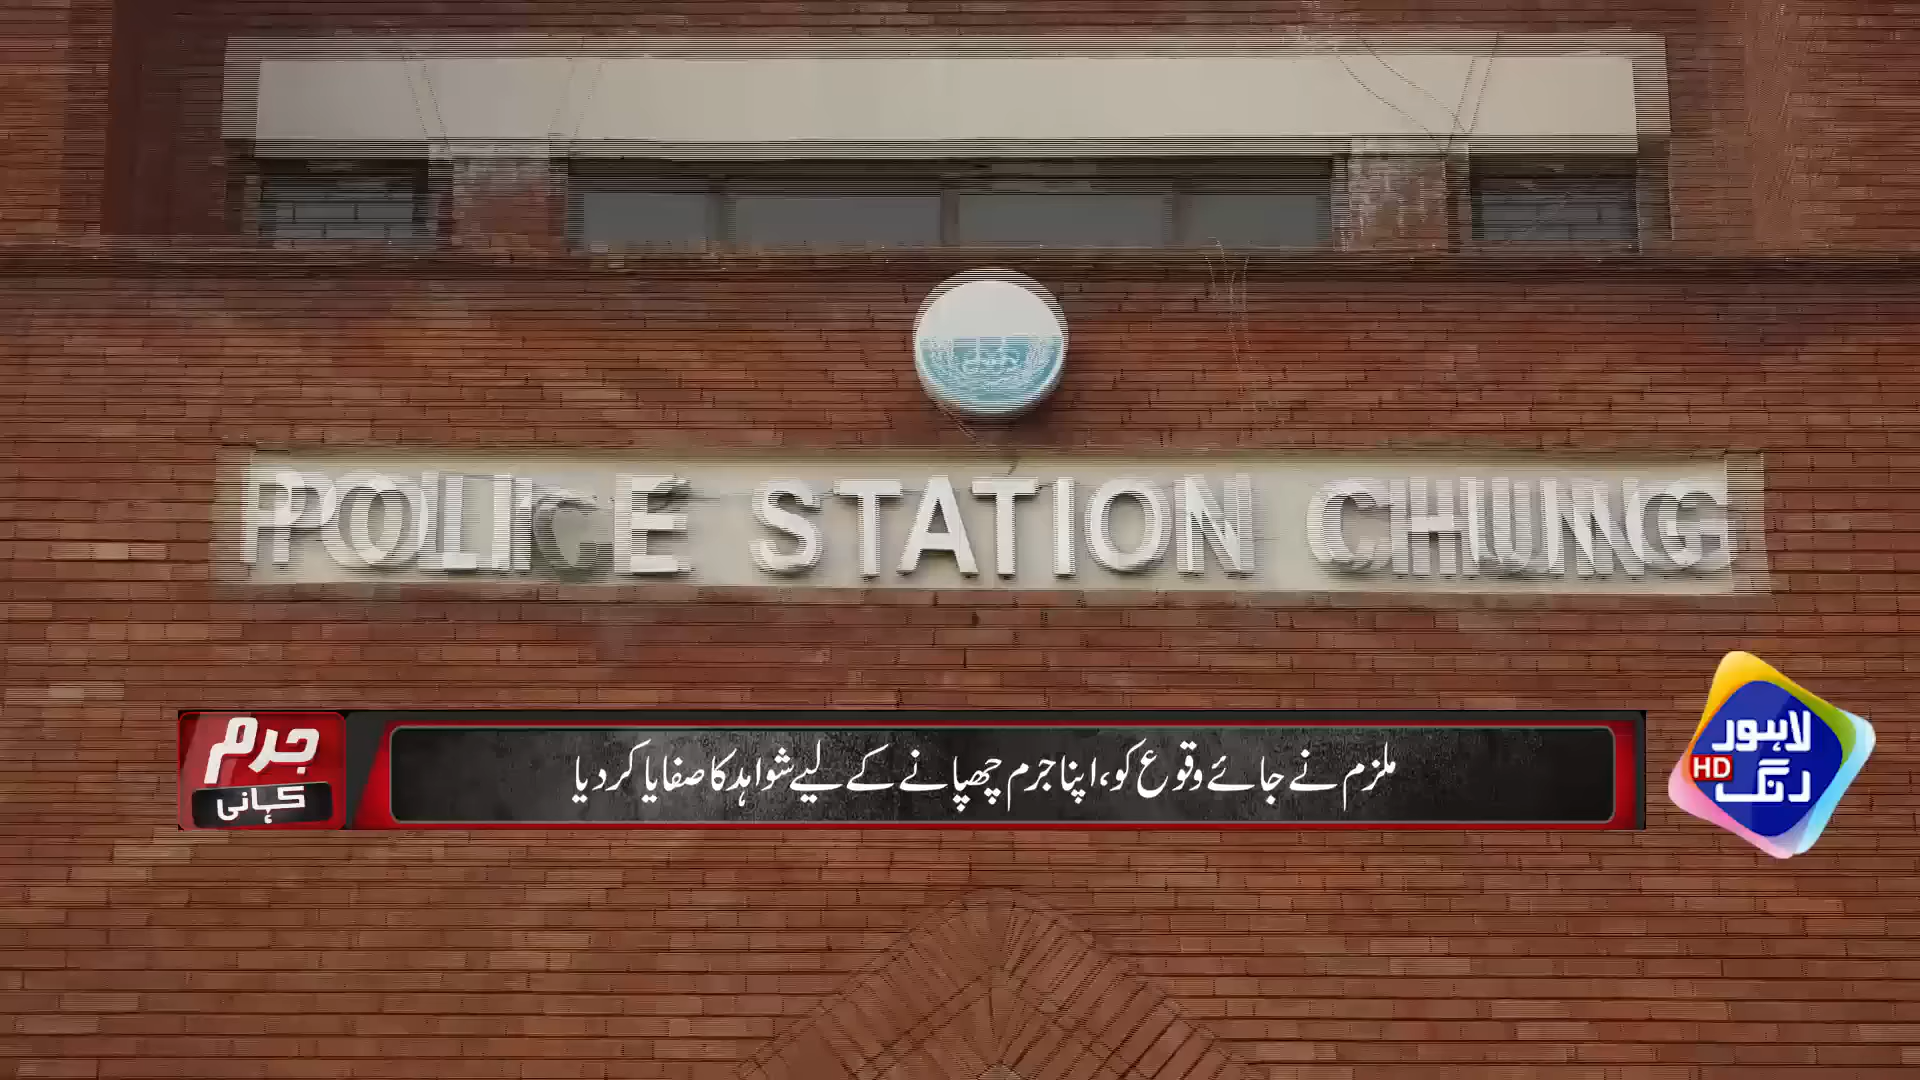 POLICE STATION CHUNG
جرم
کہانی
ملزم نے جائے وقوع کو، اپنا جرم چھپانے کے لیے شواہد کا صفایا کر دیا
لاہور
HD رنگ